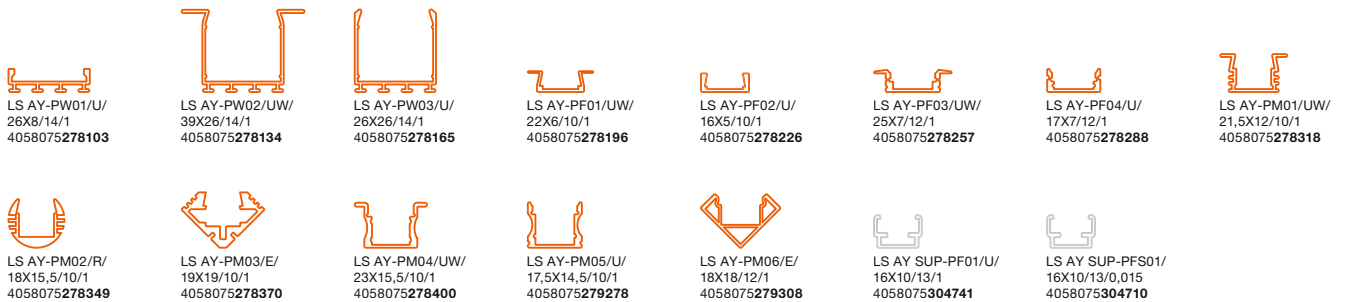 LS AY-PW01/U/
26X8/14/1
4058075278103
LS AY-PW02/UW/
39X26/14/1
4058075278134
LS AY-PW03/U/
26X26/14/1
4058075278165
LS AY-PF01/UW/
22X6/10/1
4058075278196
LS AY-PF02/U/
16X5/10/1
4058075278226
LS AY-PF03/UW/
25X7/12/1
4058075278257
LS AY-PF04/U/
17X7/12/1
4058075278288
LS AY-PM01/UW/
21,5X12/10/1
4058075278318
LS AY-PM02/R/
18X15,5/10/1
4058075278349
LS AY-PM03/E/
19X19/10/1
4058075278370
LS AY-PM04/UW/
23X15,5/10/1
4058075278400
LS AY-PM05/U/
17,5X14,5/10/1
4058075279278
LS AY-PM06/E/
18X18/12/1
4058075279308
LS AY SUP-PF01/U/
16X10/13/1
4058075304741
LS AY SUP-PFS01/
16X10/13/0,015
4058075304710